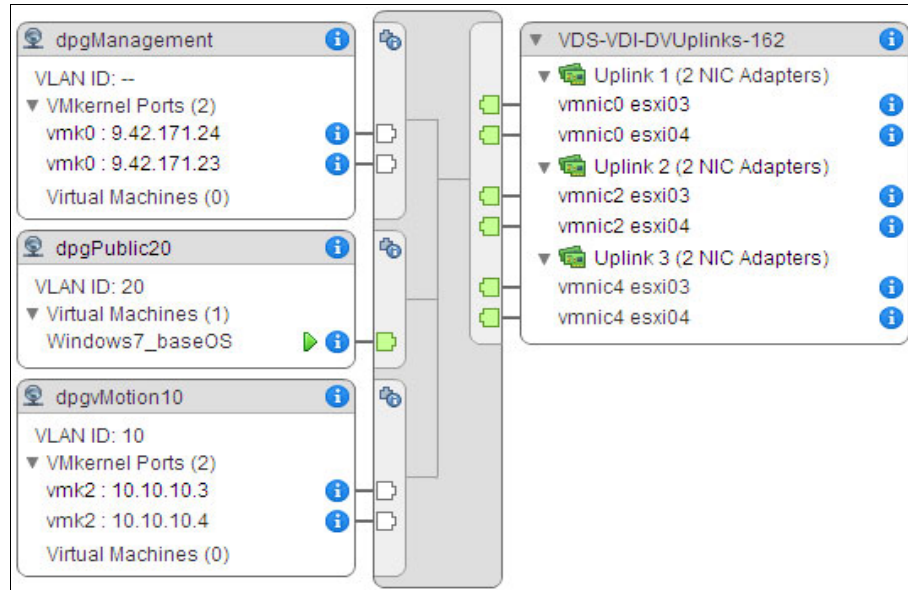 dpgManagement
VLAN ID: --
VMkernel Ports (2)
vmk0 : 9.42.171.24
vmk0 : 9.42.171.23
Virtual Machines (0)
dpgPublic20
VLAN ID: 20
Virtual Machines (1)
Windows7_baseOS
dpgvMotion10
VLAN ID: 10
VMkernel Ports (2)
vmk2 : 10.10.10.3
vmk2 : 10.10.10.4
Virtual Machines (0)
VDS-VDI-DVUplinks-162
Uplink 1 (2 NIC Adapters)
vmnic0 esxi03
vmnic0 esxi04
Uplink 2 (2 NIC Adapters)
vmnic2 esxi03
vmnic2 esxi04
Uplink 3 (2 NIC Adapters)
vmnic4 esxi03
vmnic4 esxi04